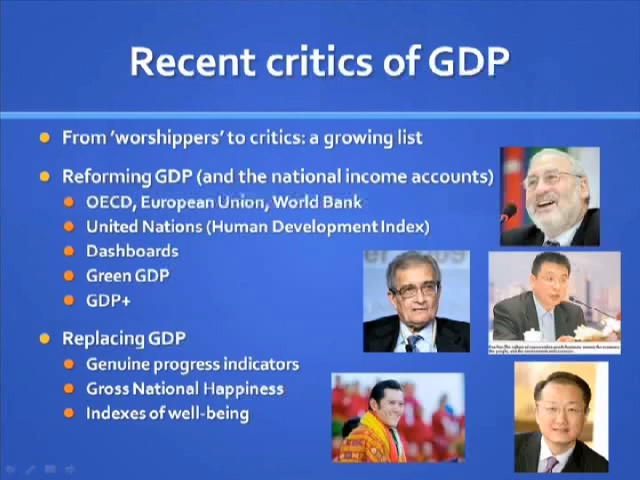 Recent critics of GDP
From ‘worshippers’ to critics: a growing list
Reforming GDP (and the national income accounts)
OECD, European Union, World Bank
United Nations (Human Development Index)
Dashboards
Green GDP
GDP+
Replacing GDP
Genuine progress indicators
Gross National Happiness
Indexes of well-being
2009